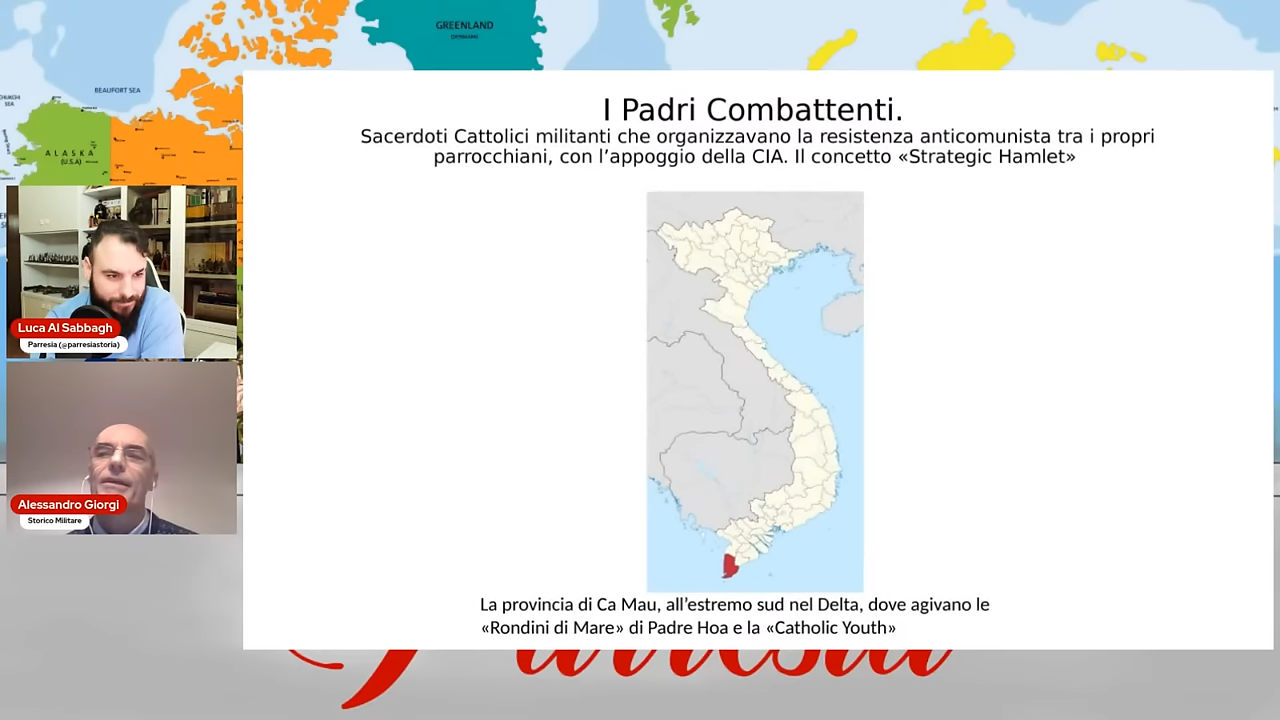 GREENLAND
BEAUFORT SEA
SEA
ALASKA
(U.S.A)
I Padri Combattenti.
Sacerdoti Cattolici militanti che organizzavano la resistenza anticomunista tra i propri
parrocchiani, con l'appoggio della CIA. Il concetto «Strategic Hamlet»
Luca Al Sabbagh
Parresia (@parresiastoria)
Alessandro Giorgi
Storico Militare
La provincia di Ca Mau, all'estremo sud nel Delta, dove agivano le
«Rondini di Mare» di Padre Hoa e la «Catholic Youth»
Parresia